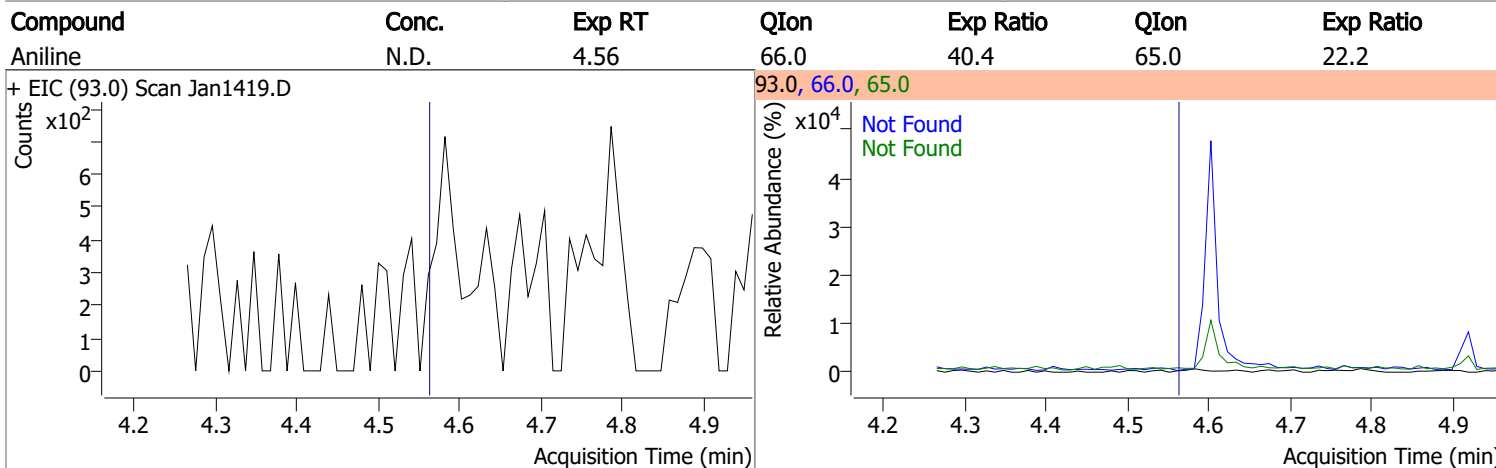 Compound Conc. Exp RT QIon Exp Ratio QIon Exp Ratio
Aniline N.D. 4.56 66.0 40.4 65.0 22.2
+ EIC (93.0) Scan Jan1419.D
Counts
x10²
6
5
4
3
2
1
0
4.2 4.3 4.4 4.5 4.6 4.7 4.8 4.9
Acquisition Time (min)
93.0, 66.0, 65.0
Relative Abundance (%)
x10⁴
Not Found
Not Found
4
3
2
1
0
4.2 4.3 4.4 4.5 4.6 4.7 4.8 4.9
Acquisition Time (min)